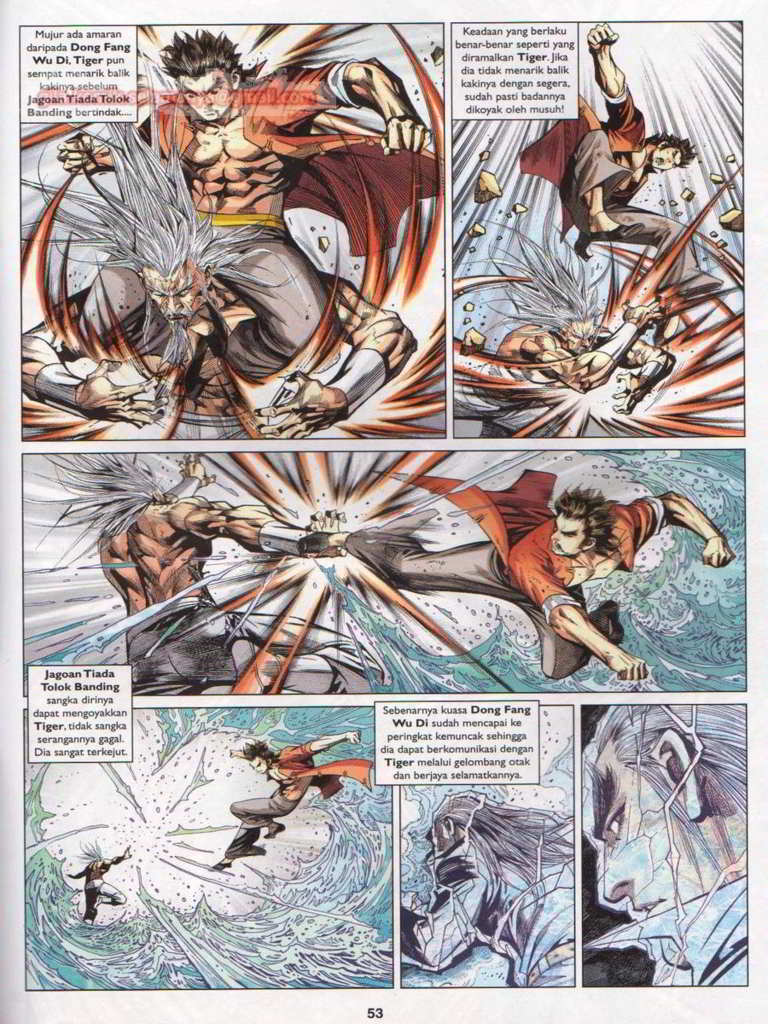 Mujur ada amaran
daripada Dong Fang
Wu Di, Tiger pun
sempat menarik balik
kakinya sebelum
Jagoan Tiada Tolok
Banding bertindak....
Keadaan yang berlaku
benar-benar seperti yang
diramalkan Tiger. Jika
dia tidak menarik balik
kakinya dengan segera,
sudah pasti badannya
dikoyak oleh musuh!
Jagoan Tiada
Tolok Banding
sangka dirinya
dapat mengoyakkan
Tiger, tidak sangka
serangannya gagal.
Dia sangat terkejut.
Sebenarnya kuasa Dong Fang
Wu Di sudah mencapai ke
peringkat kemuncak sehingga
dia dapat berkomunikasi dengan
Tiger melalui gelombang otak
dan berjaya selamatkannya.
53